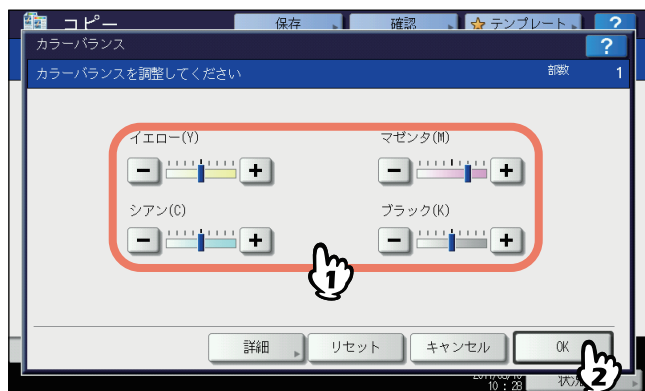 コピー 保存 確認 テンプレート ?
カラーバランス ?
カラーバランスを調整してください 部数 1
イエロー(Y) マゼンタ(M)
- + - +
シアン(C) ブラック(K)
- + - +
1
詳細 リセット キャンセル OK
2
10:28